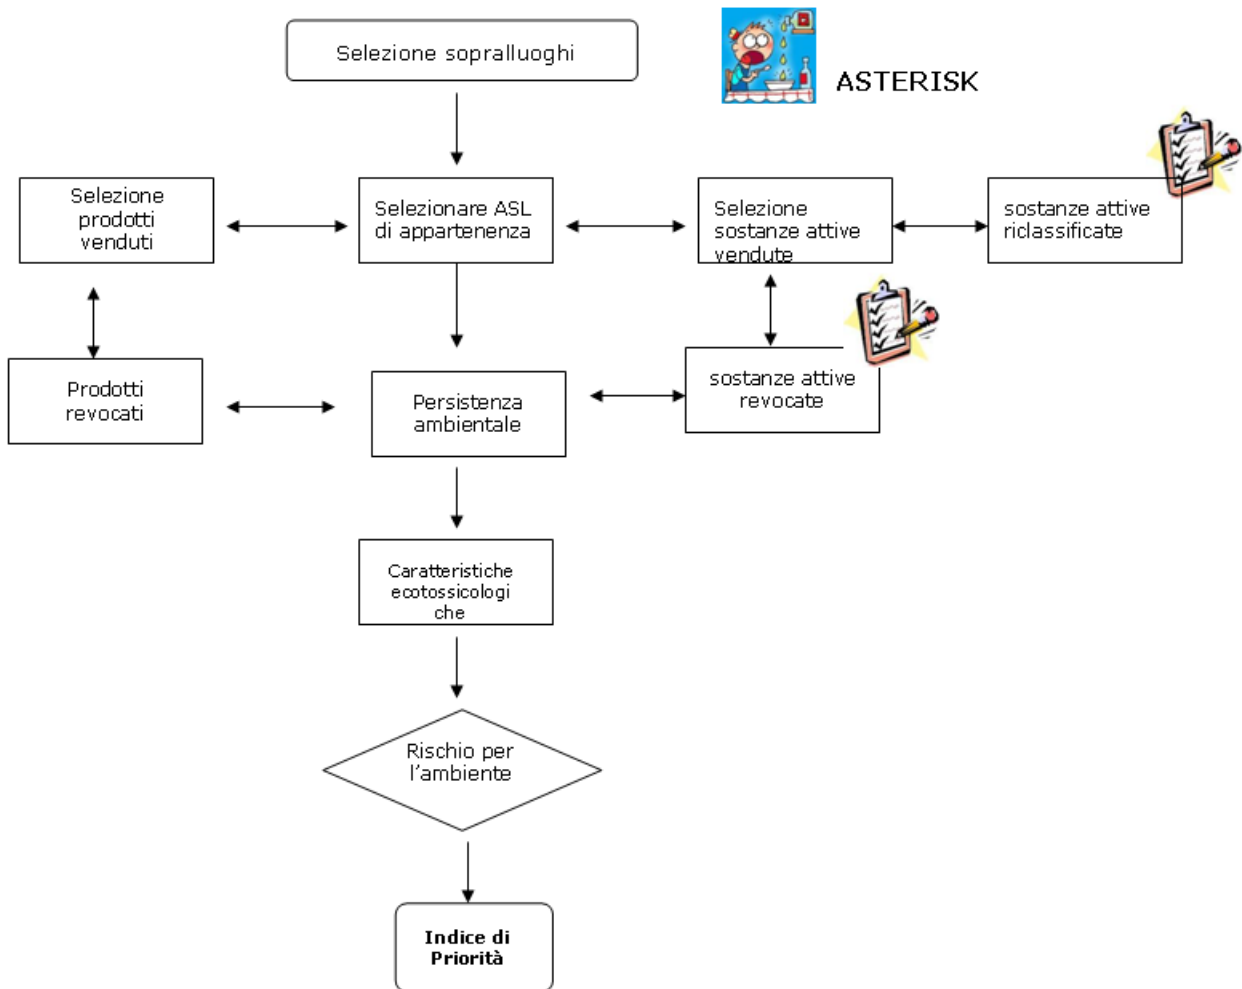 Selezione sopralluoghi
ASTERISK
Selezione
prodotti
venduti
Selezionare ASL
di appartenenza
Selezione
sostanze attive
vendute
sostanze attive
riclassificate
Prodotti
revocati
Persistenza
ambientale
sostanze attive
revocate
Caratteristiche
ecotossicologi
che
Rischio per
l'ambiente
Indice di
Priorità